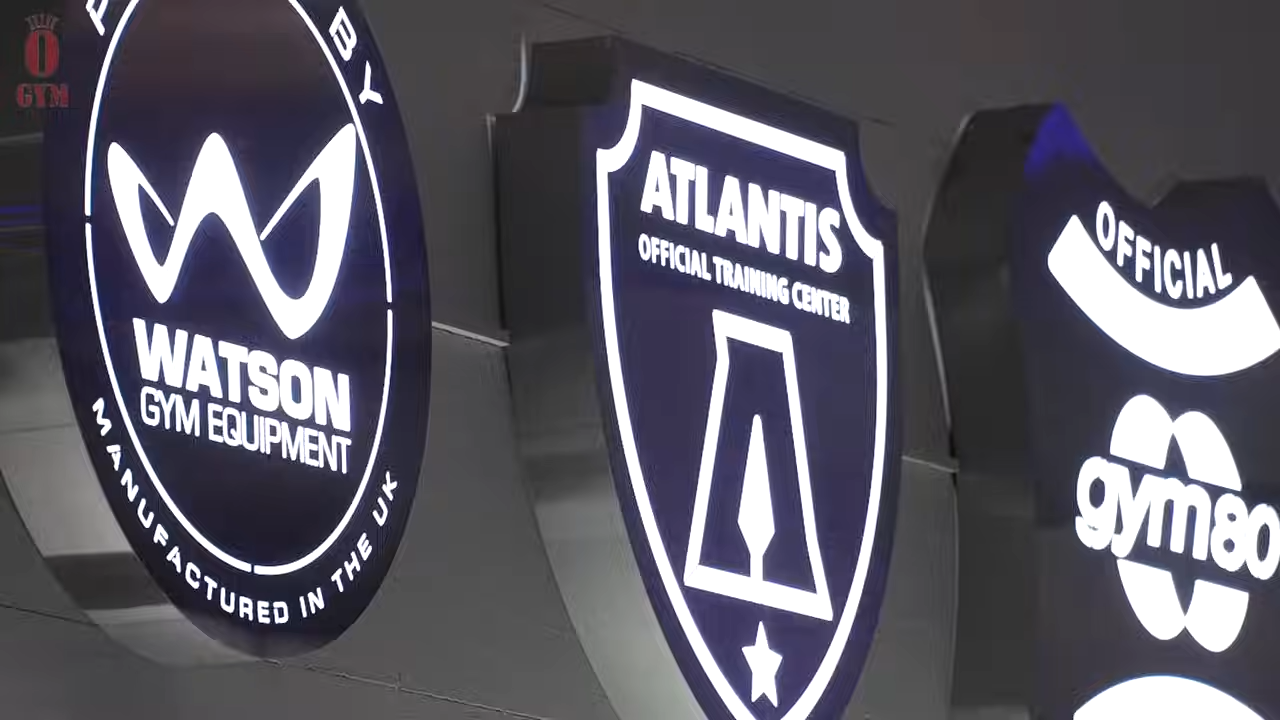 O
GYM
BY
WATSON
GYM EQUIPMENT
MANUFACTURED IN THE UK
ATLANTIS
OFFICIAL TRAINING CENTER
OFFICIAL
gym80